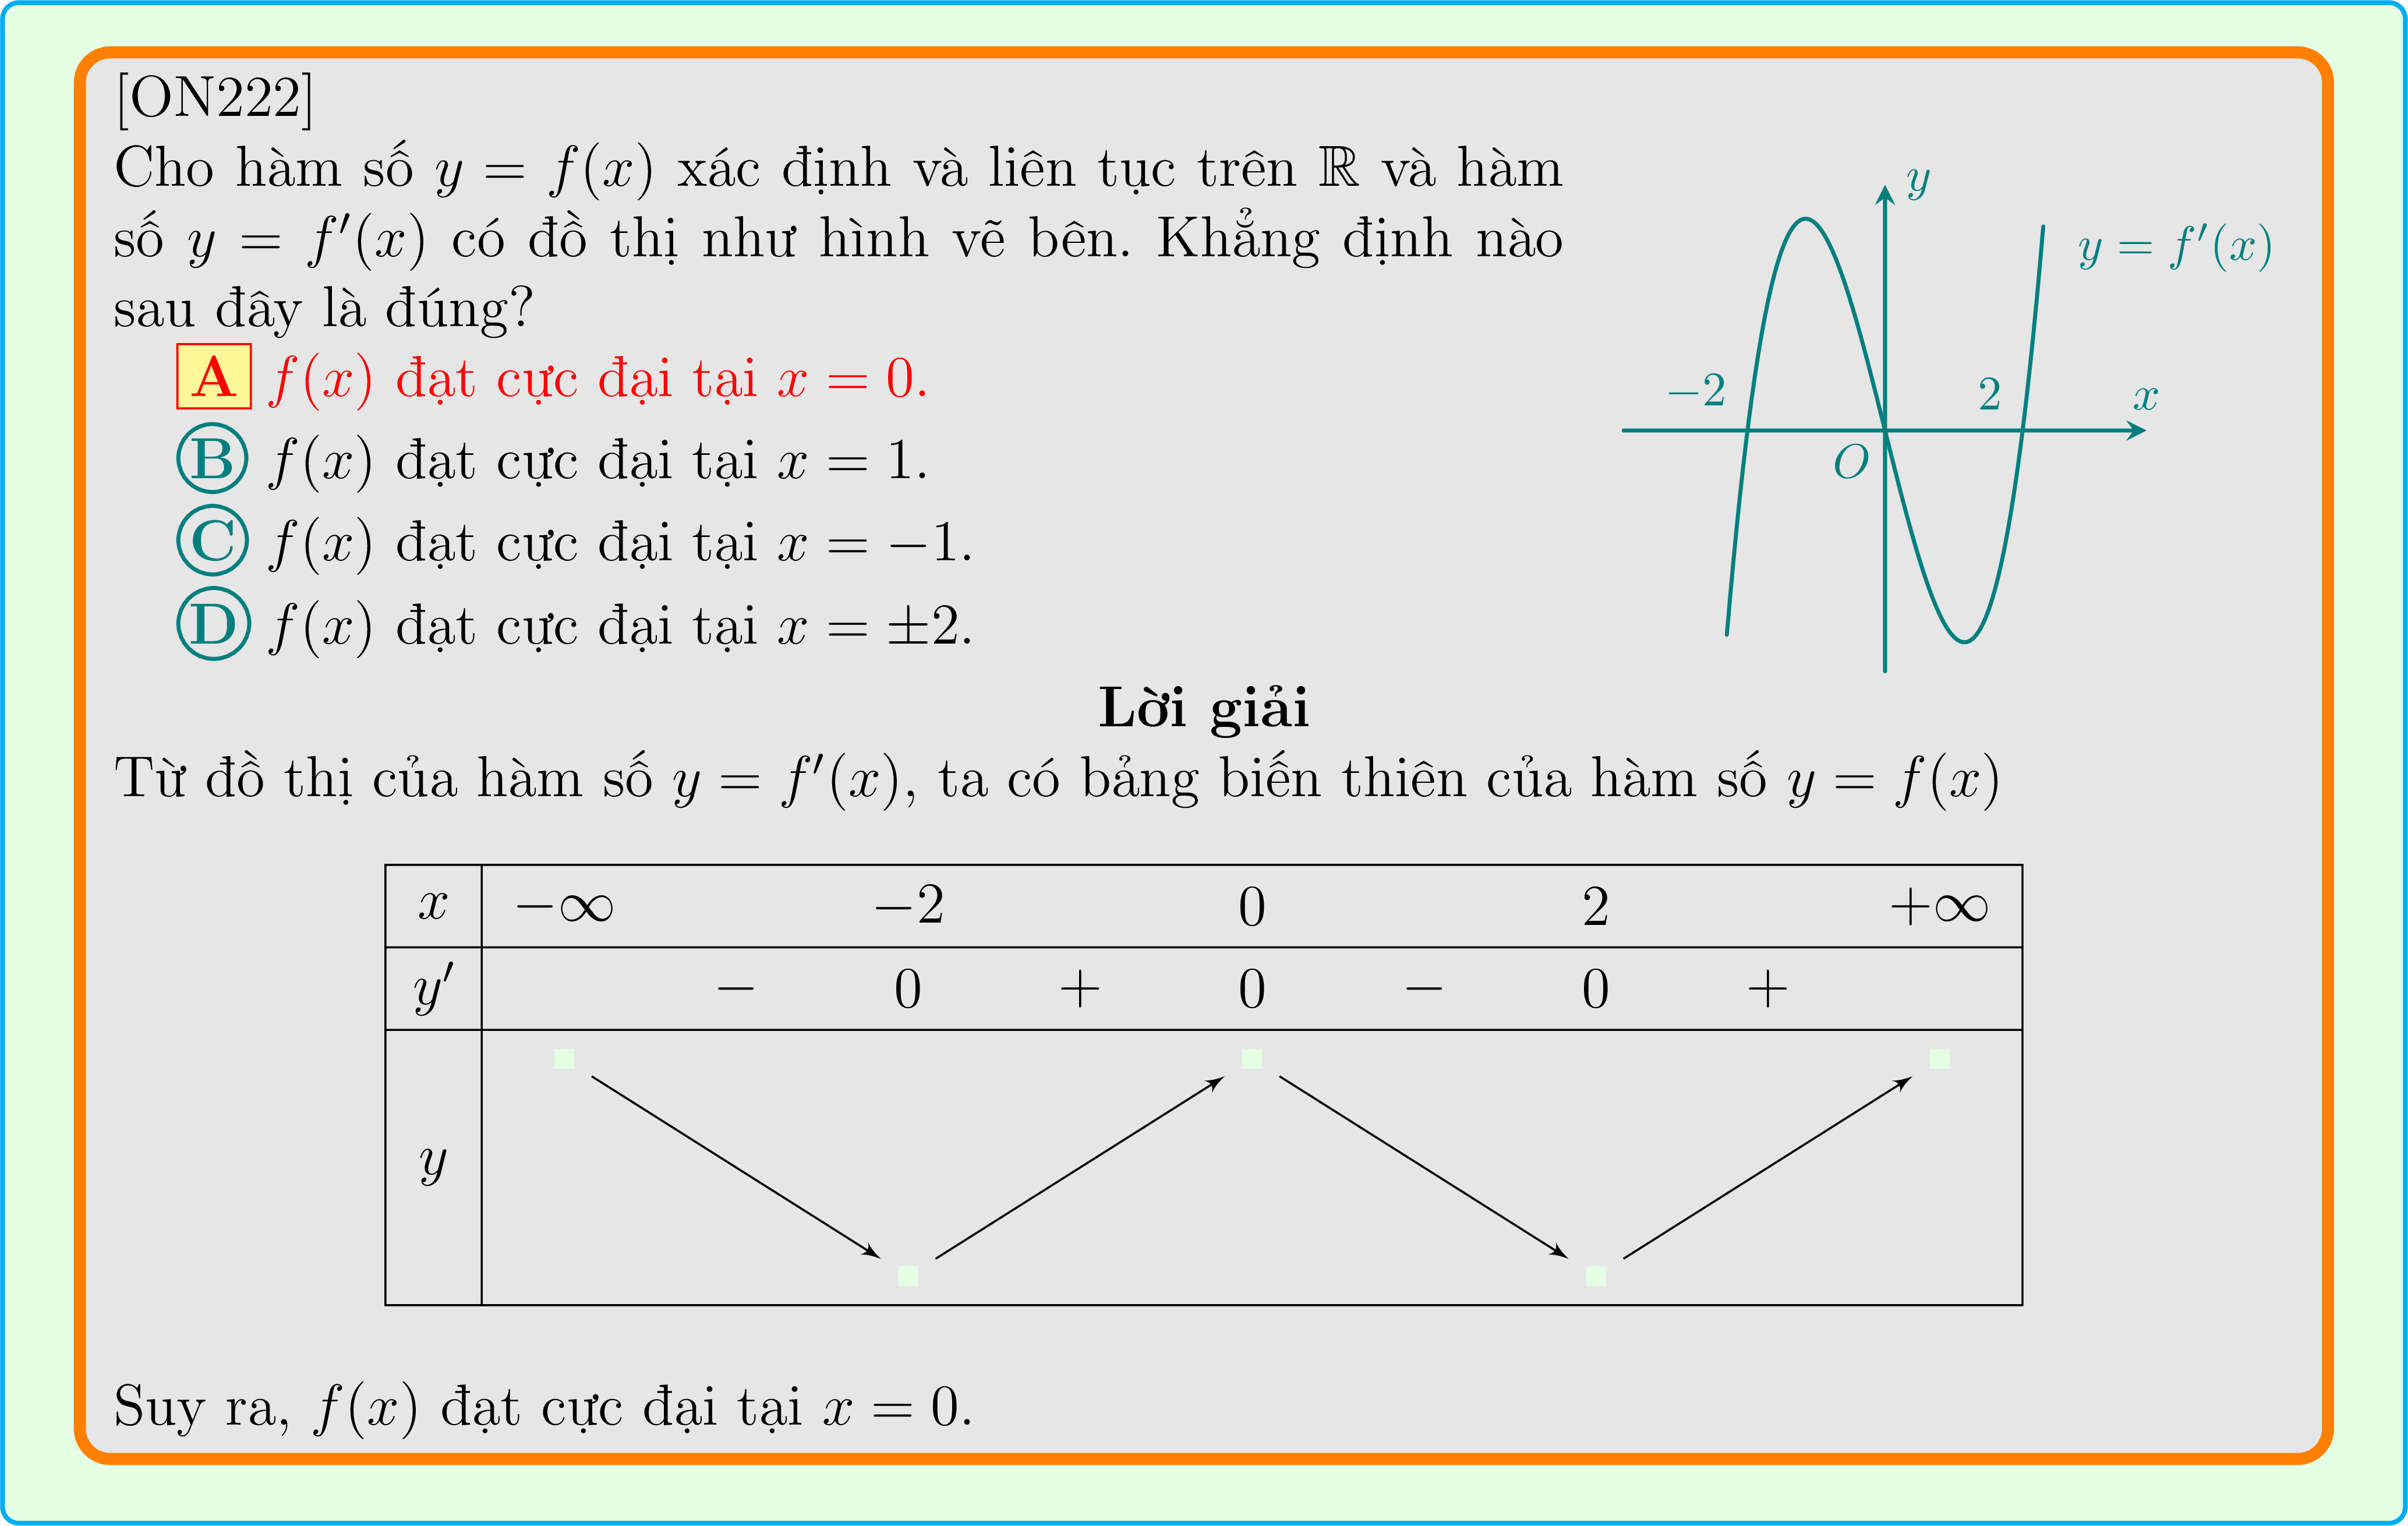 [ON222]
Cho hàm số y = f(x) xác định và liên tục trên ℝ và hàm
số y = f′(x) có đồ thị như hình vẽ bên. Khẳng định nào
sau đây là đúng?
A f(x) đạt cực đại tại x = 0.
B f(x) đạt cực đại tại x = 1.
C f(x) đạt cực đại tại x = −1.
D f(x) đạt cực đại tại x = ±2.
y
y = f′(x)
−2
2
x
O
Lời giải
Từ đồ thị của hàm số y = f′(x), ta có bảng biến thiên của hàm số y = f(x)
x −∞ −2 0 2 +∞
y′ − 0 + 0 − 0 +
y
Suy ra, f(x) đạt cực đại tại x = 0.